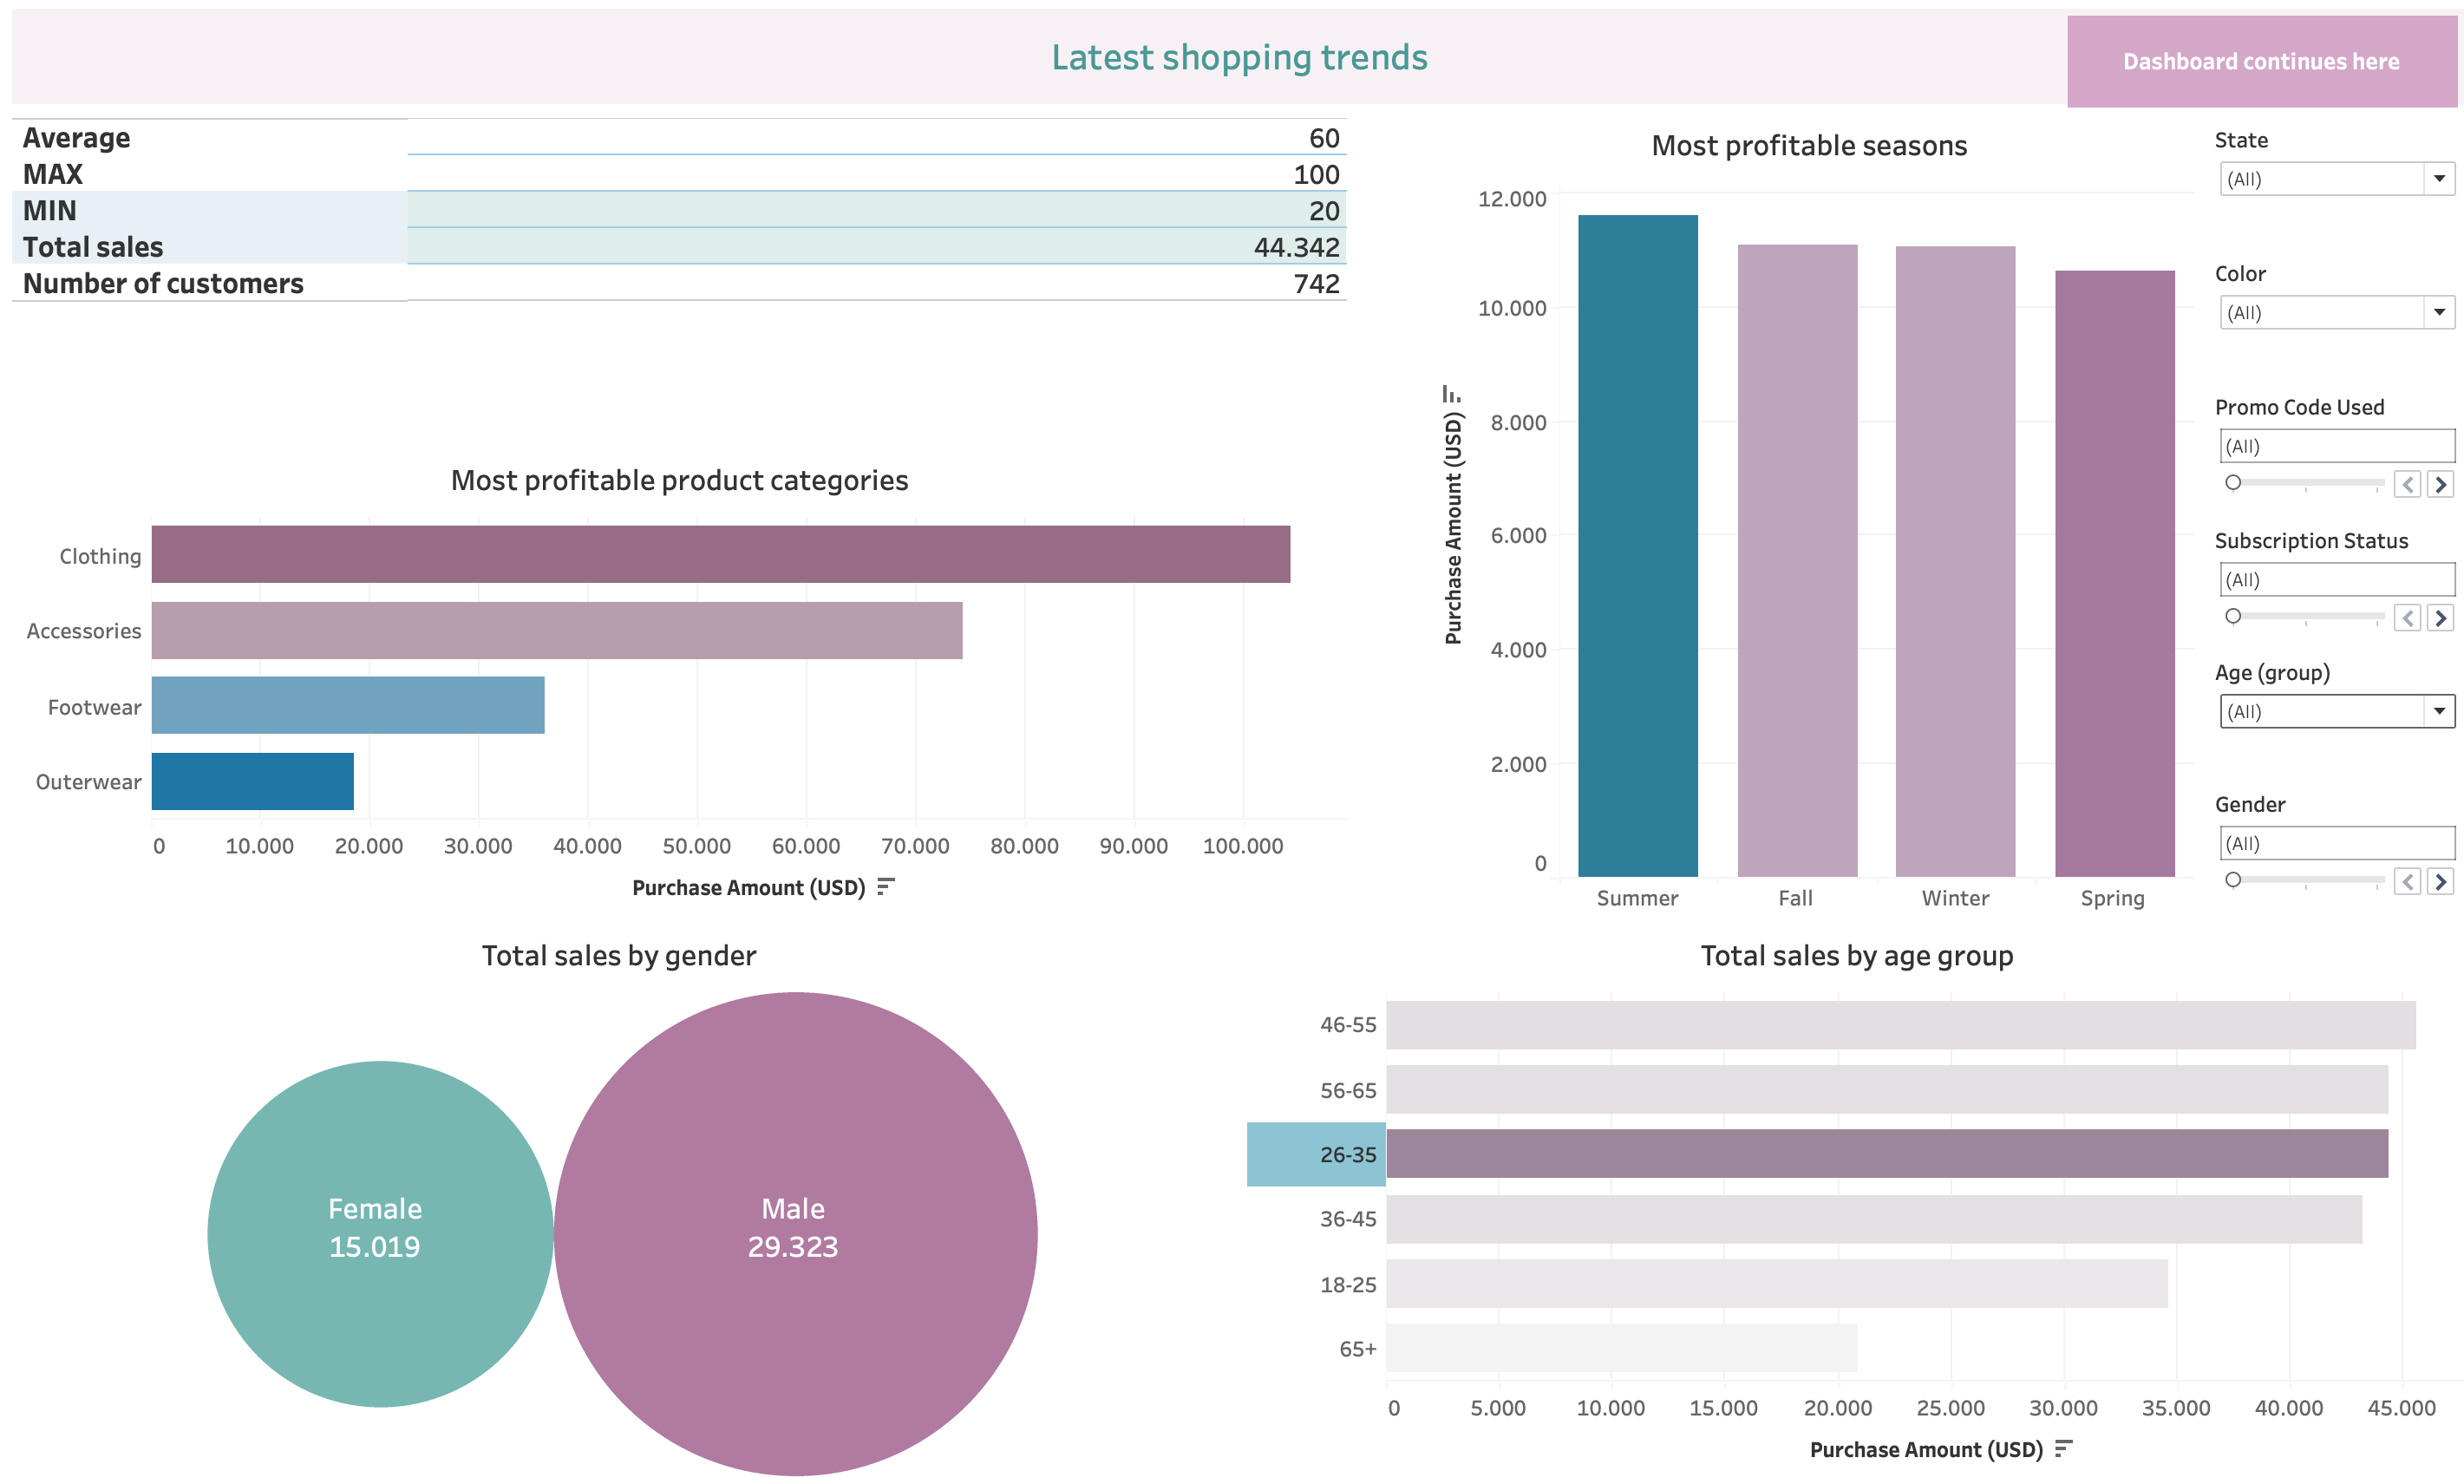 Latest shopping trends
Dashboard continues here
Average 60
MAX 100
MIN 20
Total sales 44.342
Number of customers 742
Most profitable product categories
Clothing
Accessories
Footwear
Outerwear
0 10.000 20.000 30.000 40.000 50.000 60.000 70.000 80.000 90.000 100.000
Purchase Amount (USD)
Most profitable seasons
Purchase Amount (USD)
12.000
10.000
8.000
6.000
4.000
2.000
0
Summer Fall Winter Spring
State
(All)
Color
(All)
Promo Code Used
(All)
Subscription Status
(All)
Age (group)
(All)
Gender
(All)
Total sales by gender
Female
15.019
Male
29.323
Total sales by age group
46-55
56-65
26-35
36-45
18-25
65+
0 5.000 10.000 15.000 20.000 25.000 30.000 35.000 40.000 45.000
Purchase Amount (USD)